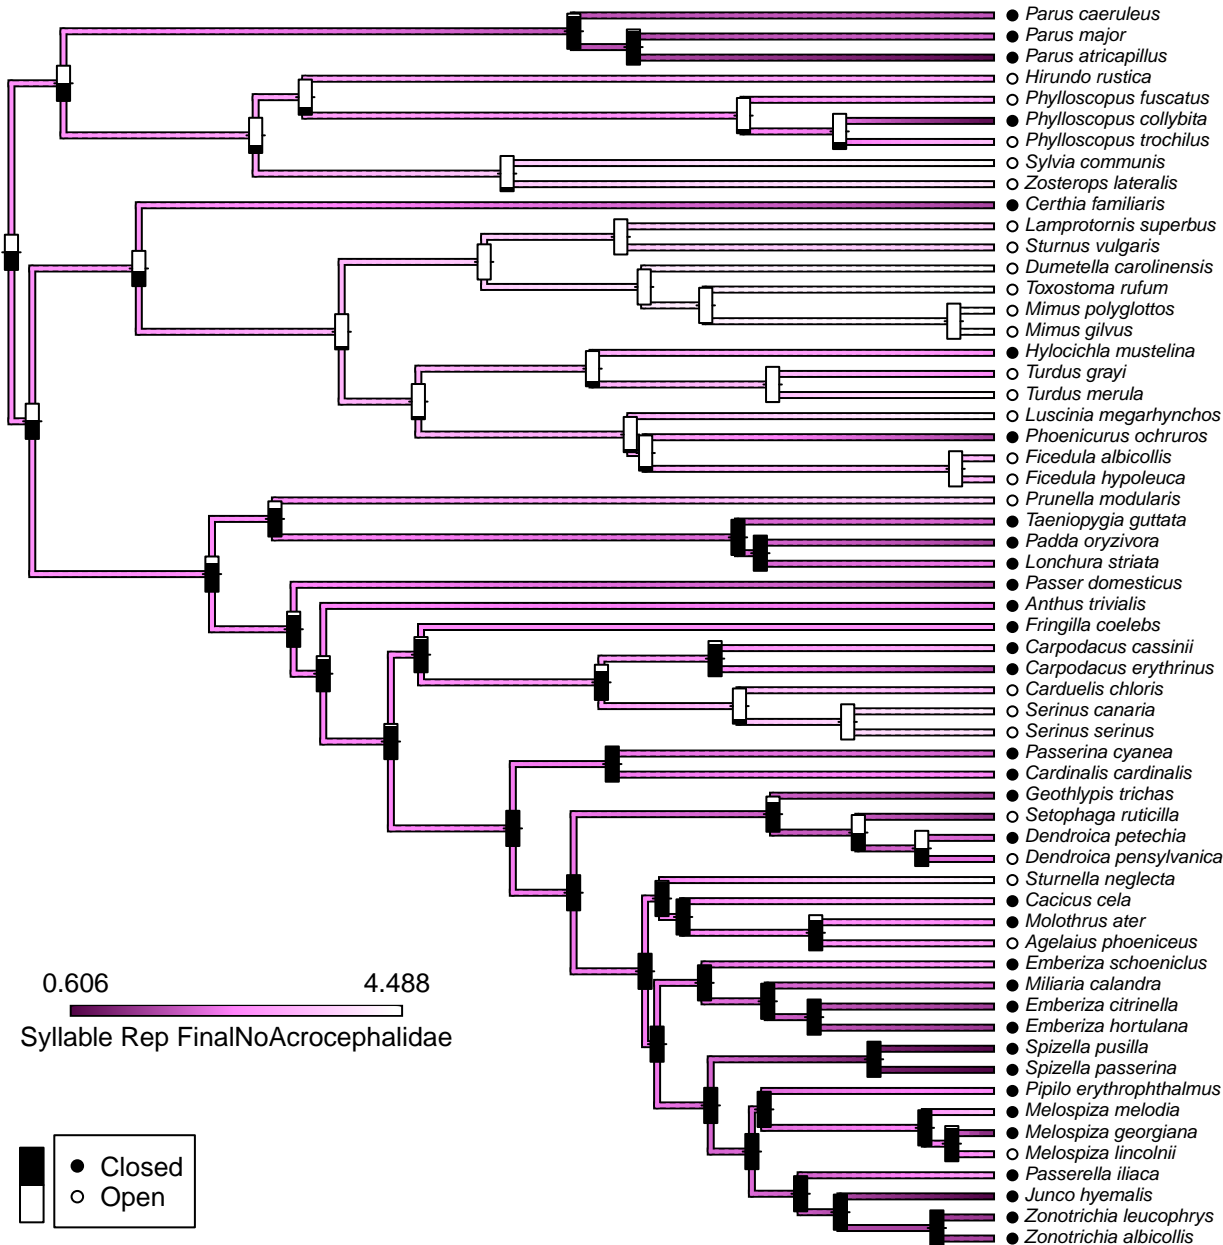 Parus caeruleus
Parus major
Parus atricapillus
Hirundo rustica
Phylloscopus fuscatus
Phylloscopus collybita
Phylloscopus trochilus
Sylvia communis
Zosterops lateralis
Certhia familiaris
Lamprotornis superbus
Sturnus vulgaris
Dumetella carolinensis
Toxostoma rufum
Mimus polyglottos
Mimus gilvus
Hylocichla mustelina
Turdus grayi
Turdus merula
Luscinia megarhynchos
Phoenicurus ochruros
Ficedula albicollis
Ficedula hypoleuca
Prunella modularis
Taeniopygia guttata
Padda oryzivora
Lonchura striata
Passer domesticus
Anthus trivialis
Fringilla coelebs
Carpodacus cassinii
Carpodacus erythrinus
Carduelis chloris
Serinus canaria
Serinus serinus
Passerina cyanea
Cardinalis cardinalis
Geothlypis trichas
Setophaga ruticilla
Dendroica petechia
Dendroica pensylvanica
Sturnella neglecta
Cacicus cela
Molothrus ater
Agelaius phoeniceus
Emberiza schoeniclus
Miliaria calandra
Emberiza citrinella
Emberiza hortulana
Spizella pusilla
Spizella passerina
Pipilo erythrophthalmus
Melospiza melodia
Melospiza georgiana
Melospiza lincolnii
Passerella iliaca
Junco hyemalis
Zonotrichia leucophrys
Zonotrichia albicollis
0.606 4.488
Syllable Rep FinalNoAcrocephalidae
Closed
Open